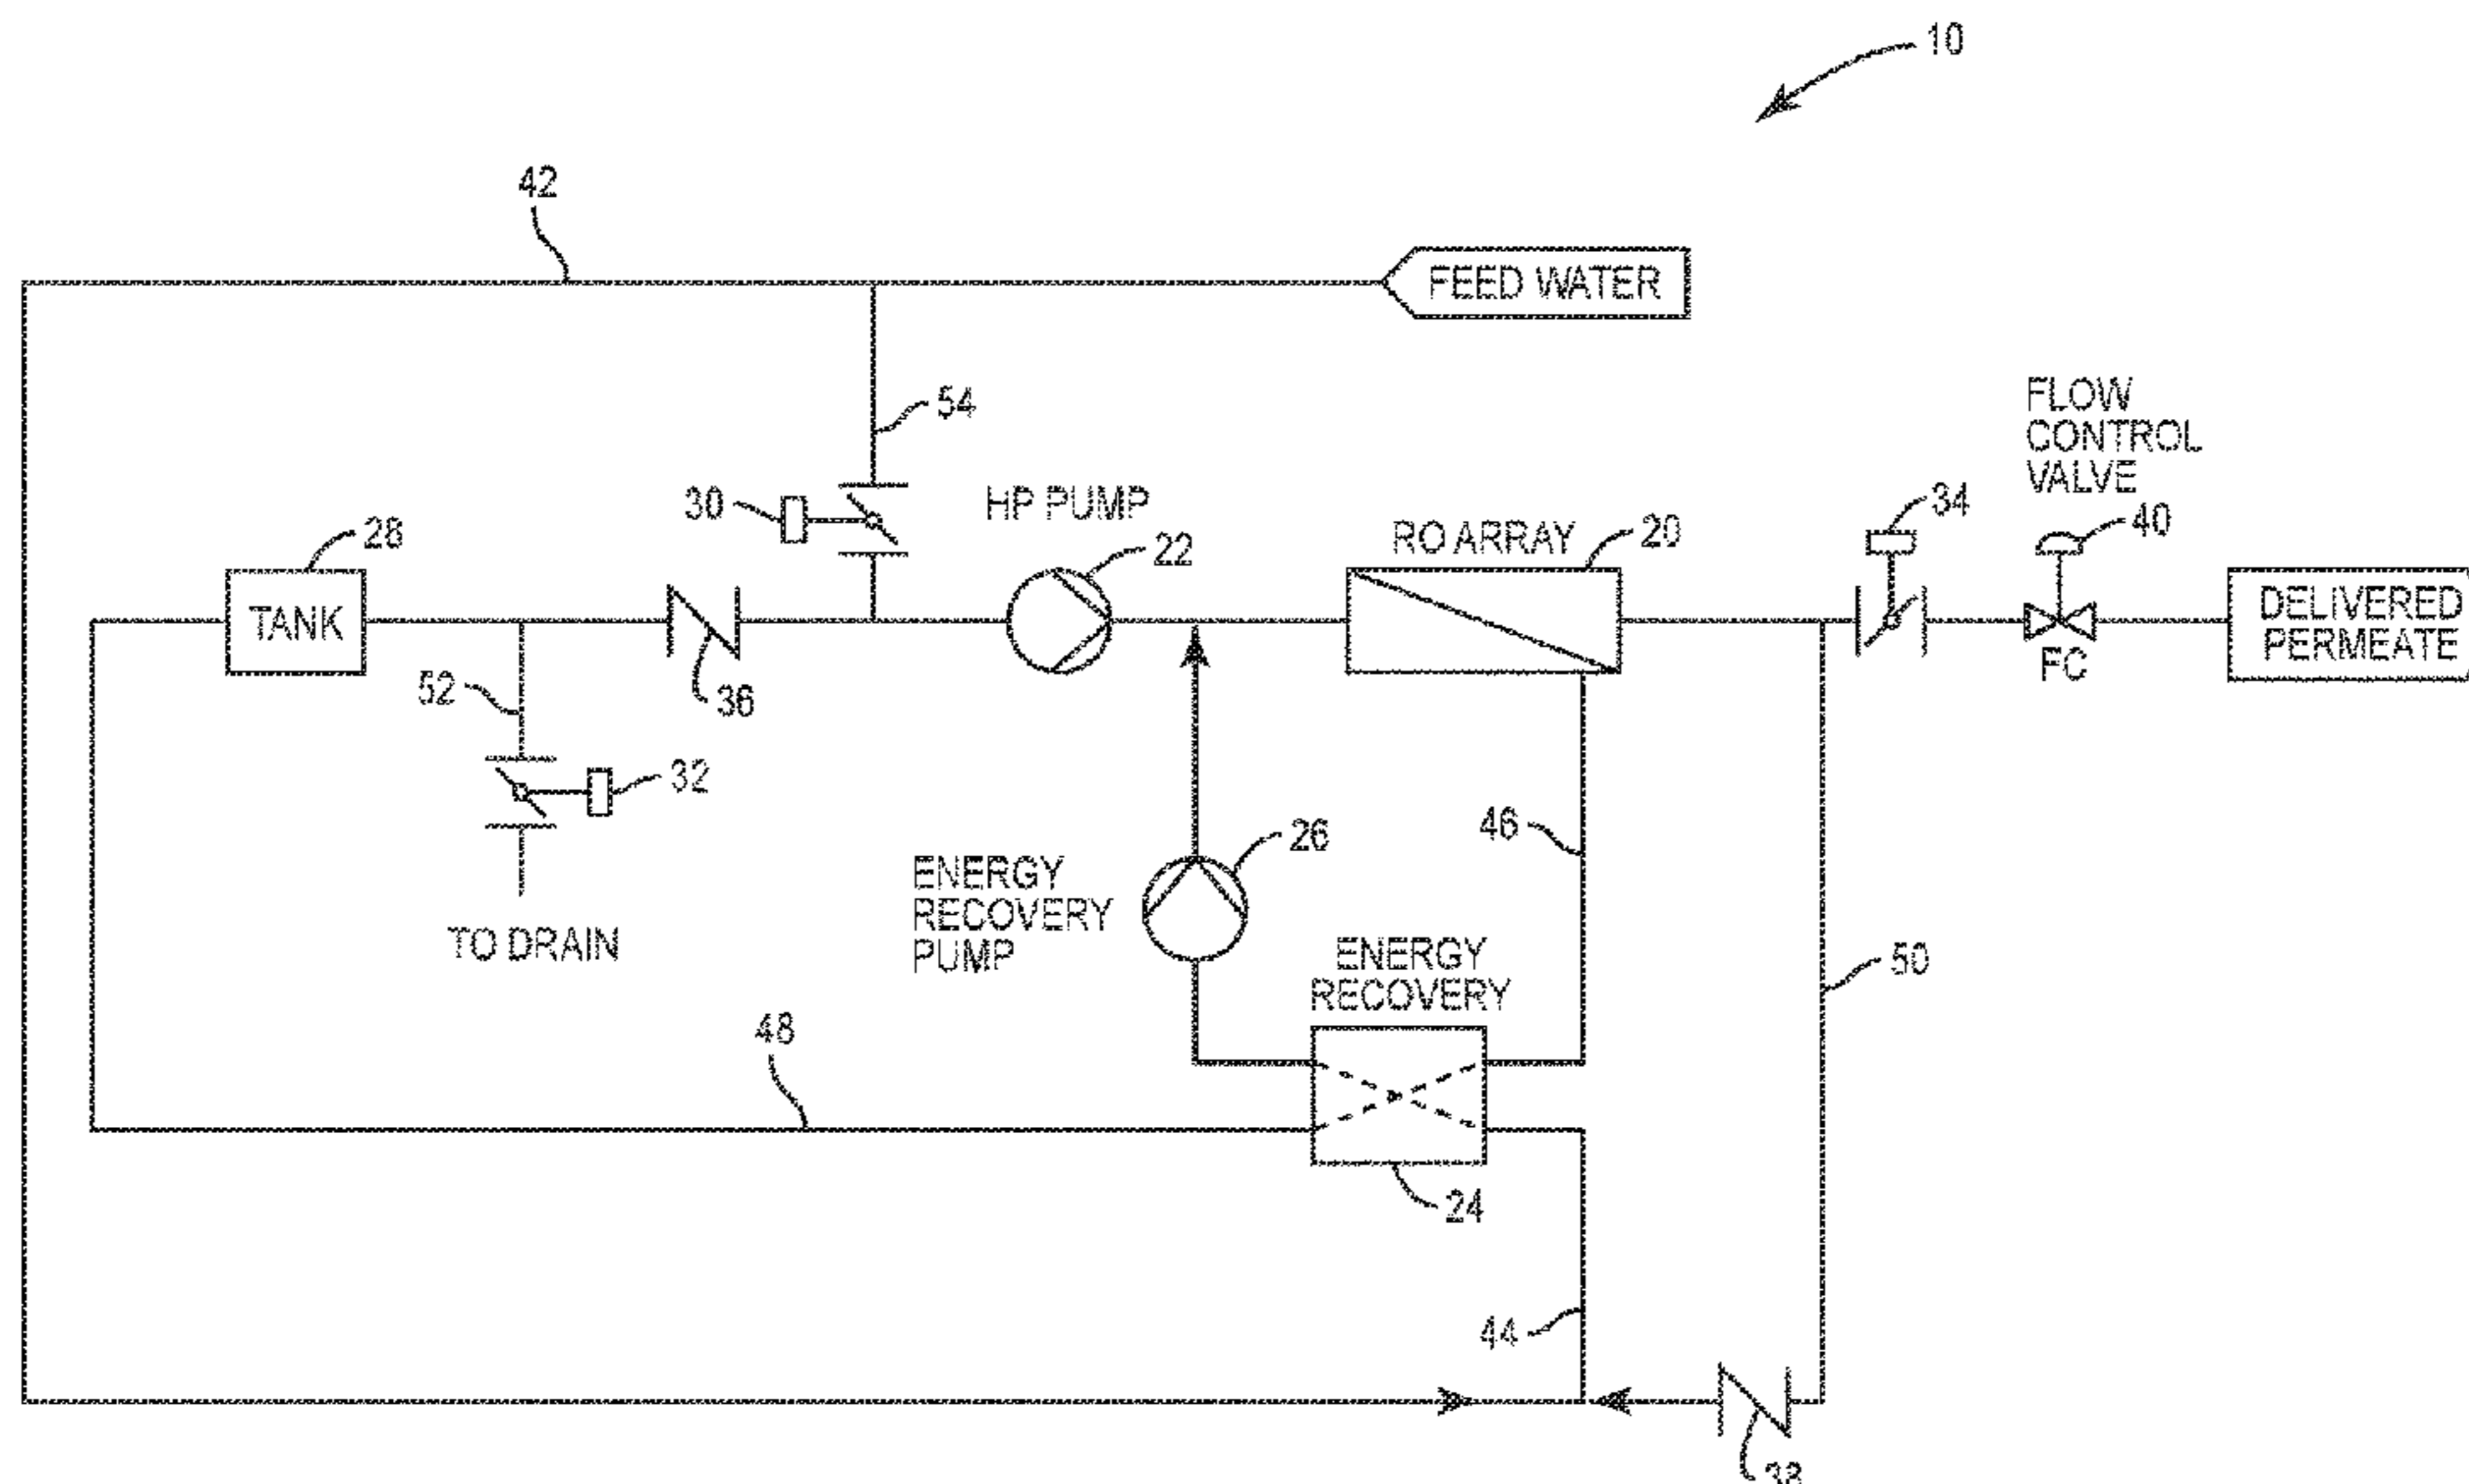 10
42
FEED WATER
54
FLOW
CONTROL
VALVE
30
HP PUMP
34
40
28
22
RO ARRAY
20
TANK
DELIVERED
PERMEATE
FC
52
36
32
46
26
ENERGY
RECOVERY
PUMP
TO DRAIN
ENERGY
RECOVERY
50
48
24
44
38